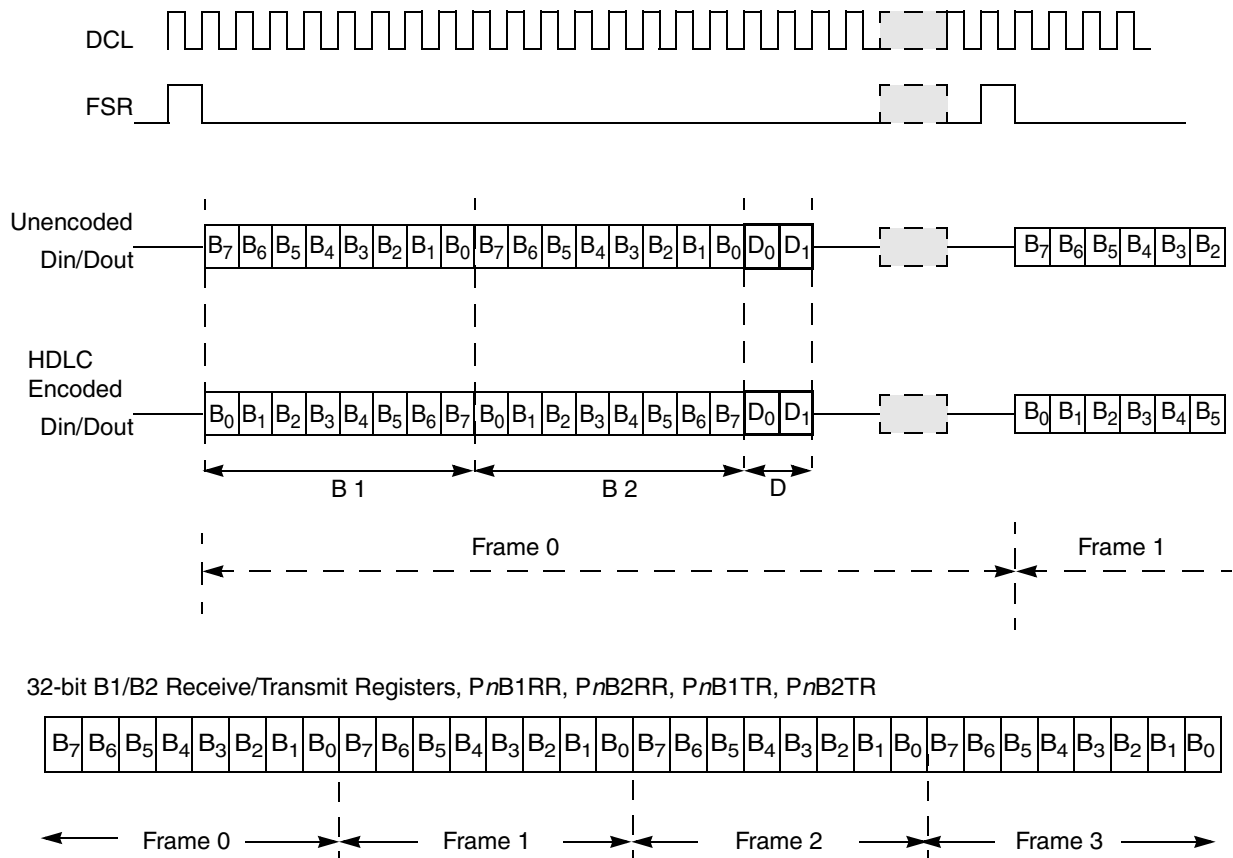 DCL
FSR
Unencoded
Din/Dout
B7 B6 B5 B4 B3 B2 B1 B0 B7 B6 B5 B4 B3 B2 B1 B0 D0 D1 B7 B6 B5 B4 B3 B2
HDLC
Encoded
Din/Dout
B0 B1 B2 B3 B4 B5 B6 B7 B0 B1 B2 B3 B4 B5 B6 B7 D0 D1 B0 B1 B2 B3 B4 B5
B 1 B 2 D
Frame 0 Frame 1
32-bit B1/B2 Receive/Transmit Registers, PnB1RR, PnB2RR, PnB1TR, PnB2TR
B7 B6 B5 B4 B3 B2 B1 B0 B7 B6 B5 B4 B3 B2 B1 B0 B7 B6 B5 B4 B3 B2 B1 B0 B7 B6 B5 B4 B3 B2 B1 B0
Frame 0 Frame 1 Frame 2 Frame 3